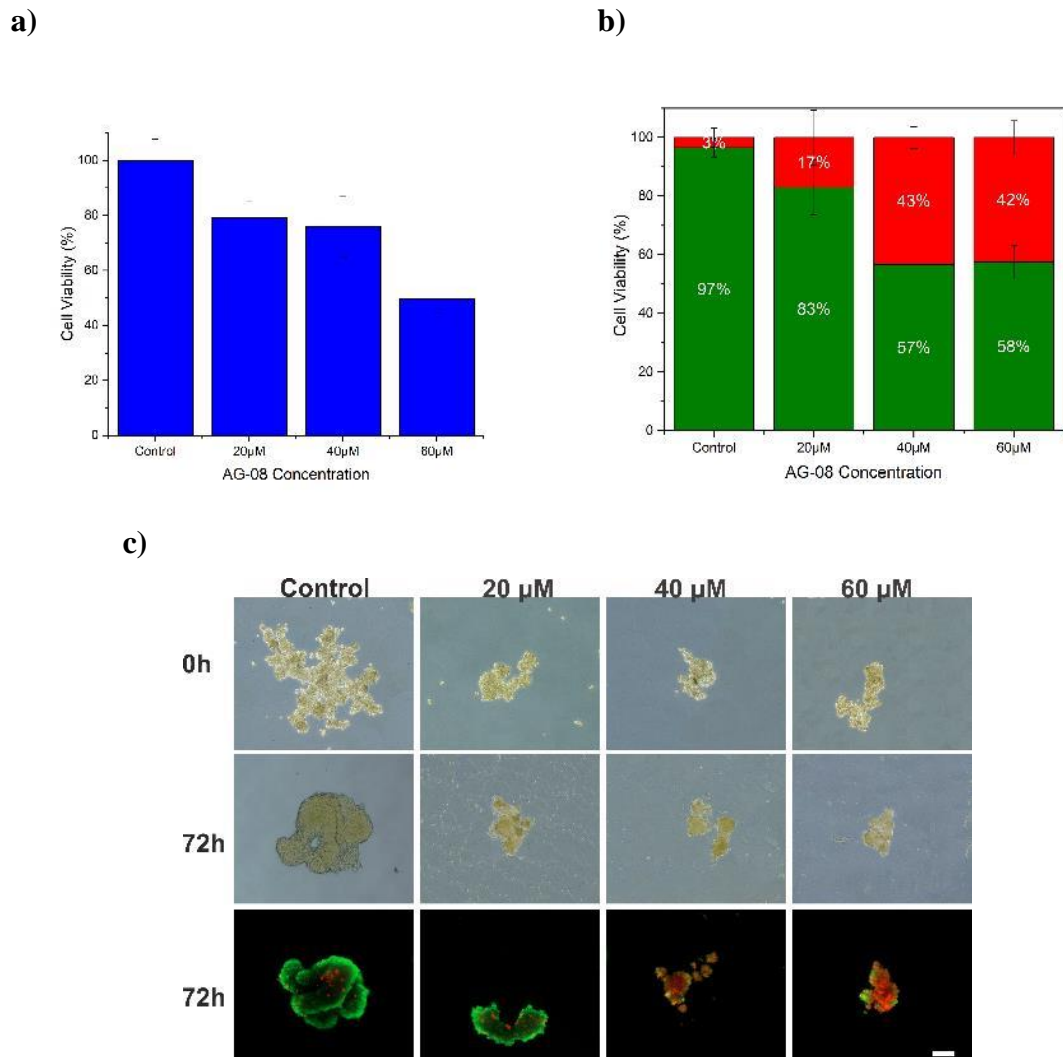 a)
b)
Cell Viability (%)
100
80
60
40
20
0
Control 20µM 40µM 60µM
AG-08 Concentration
Cell Viability (%)
100
80
60
40
20
0
3%
17%
43%
42%
97%
83%
57%
58%
Control 20µM 40µM 60µM
AG-08 Concentration
c)
Control 20 µM 40 µM 60 µM
0h
72h
72h